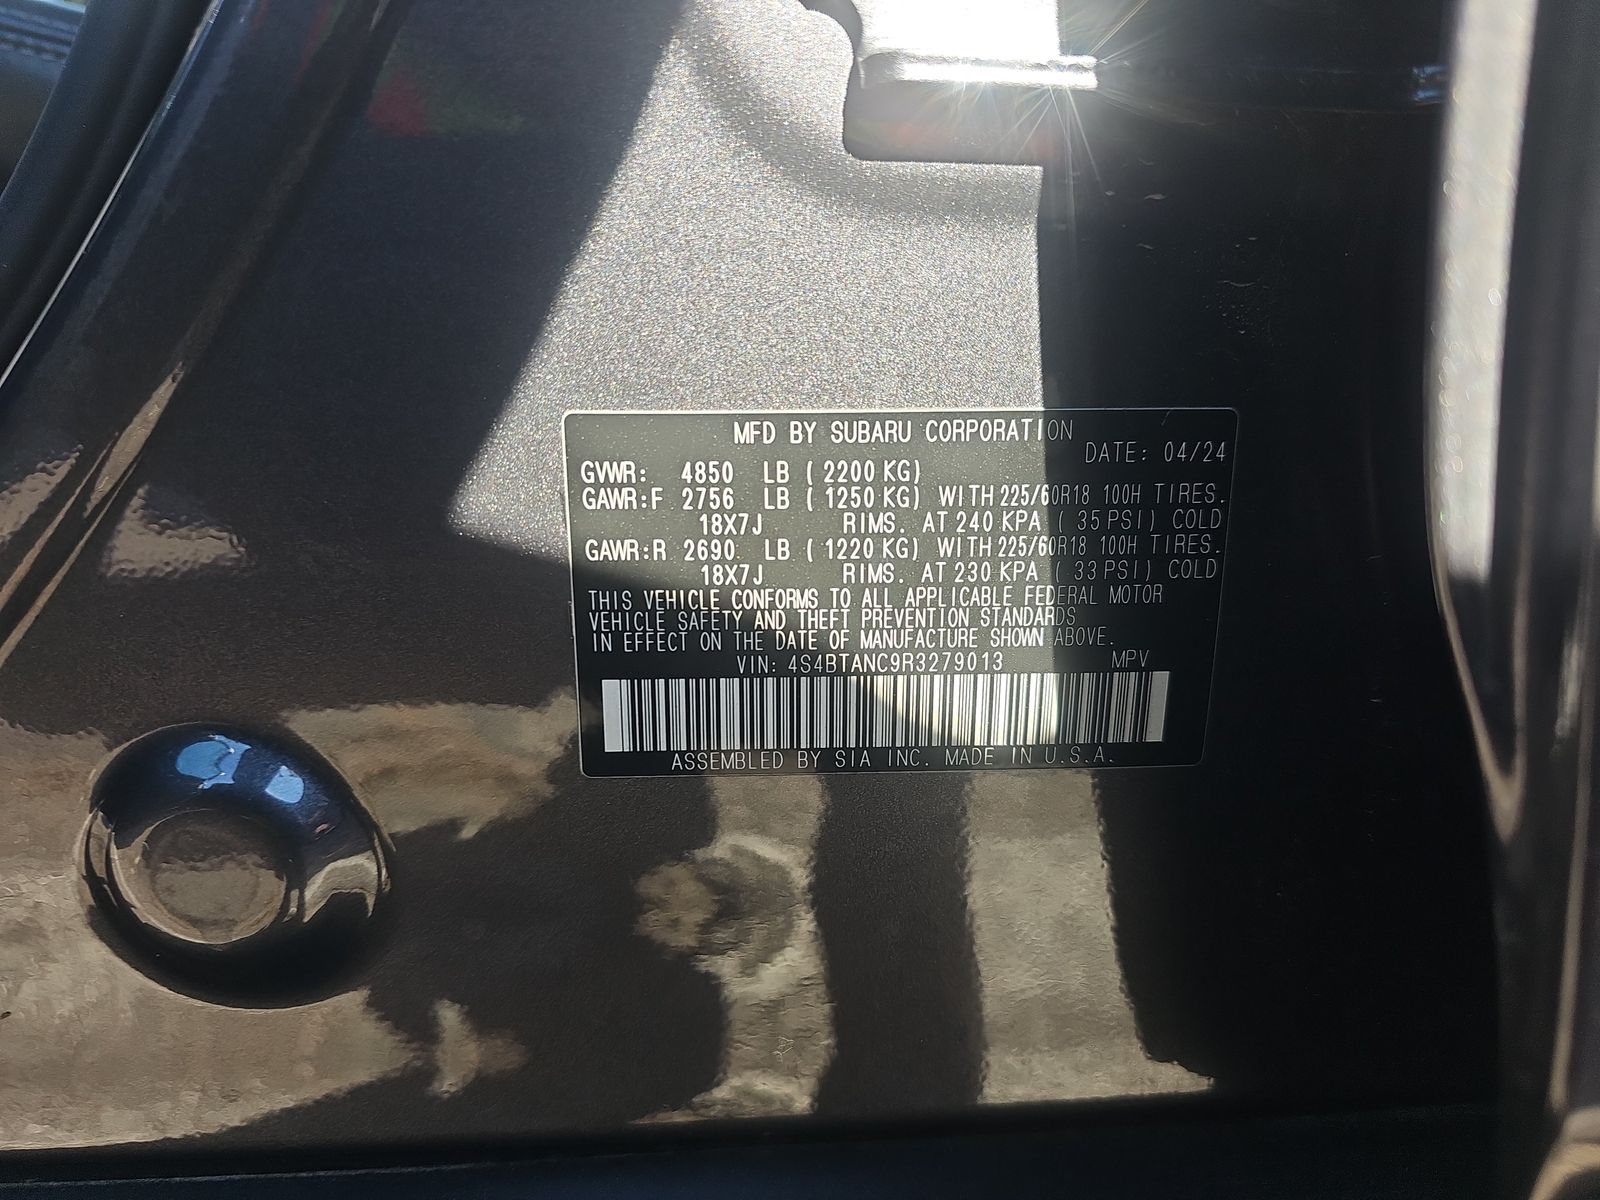 MFD BY SUBARU CORPORATION
DATE: 04/24
GVWR: 4850 LB ( 2200 KG)
GAWR:F 2756 LB ( 1250 KG) WITH 225/60R18 100H TIRES.
18X7J RIMS. AT 240 KPA ( 35 PSI) COLD
GAWR:R 2690 LB ( 1220 KG) WITH 225/60R18 100H TIRES.
18X7J RIMS. AT 230 KPA ( 33 PSI) COLD
THIS VEHICLE CONFORMS TO ALL APPLICABLE FEDERAL MOTOR
VEHICLE SAFETY AND THEFT PREVENTION STANDARDS
IN EFFECT ON THE DATE OF MANUFACTURE SHOWN ABOVE.
VIN: 4S4BTANC9R3279013 MPV
ASSEMBLED BY SIA INC. MADE IN U.S.A.